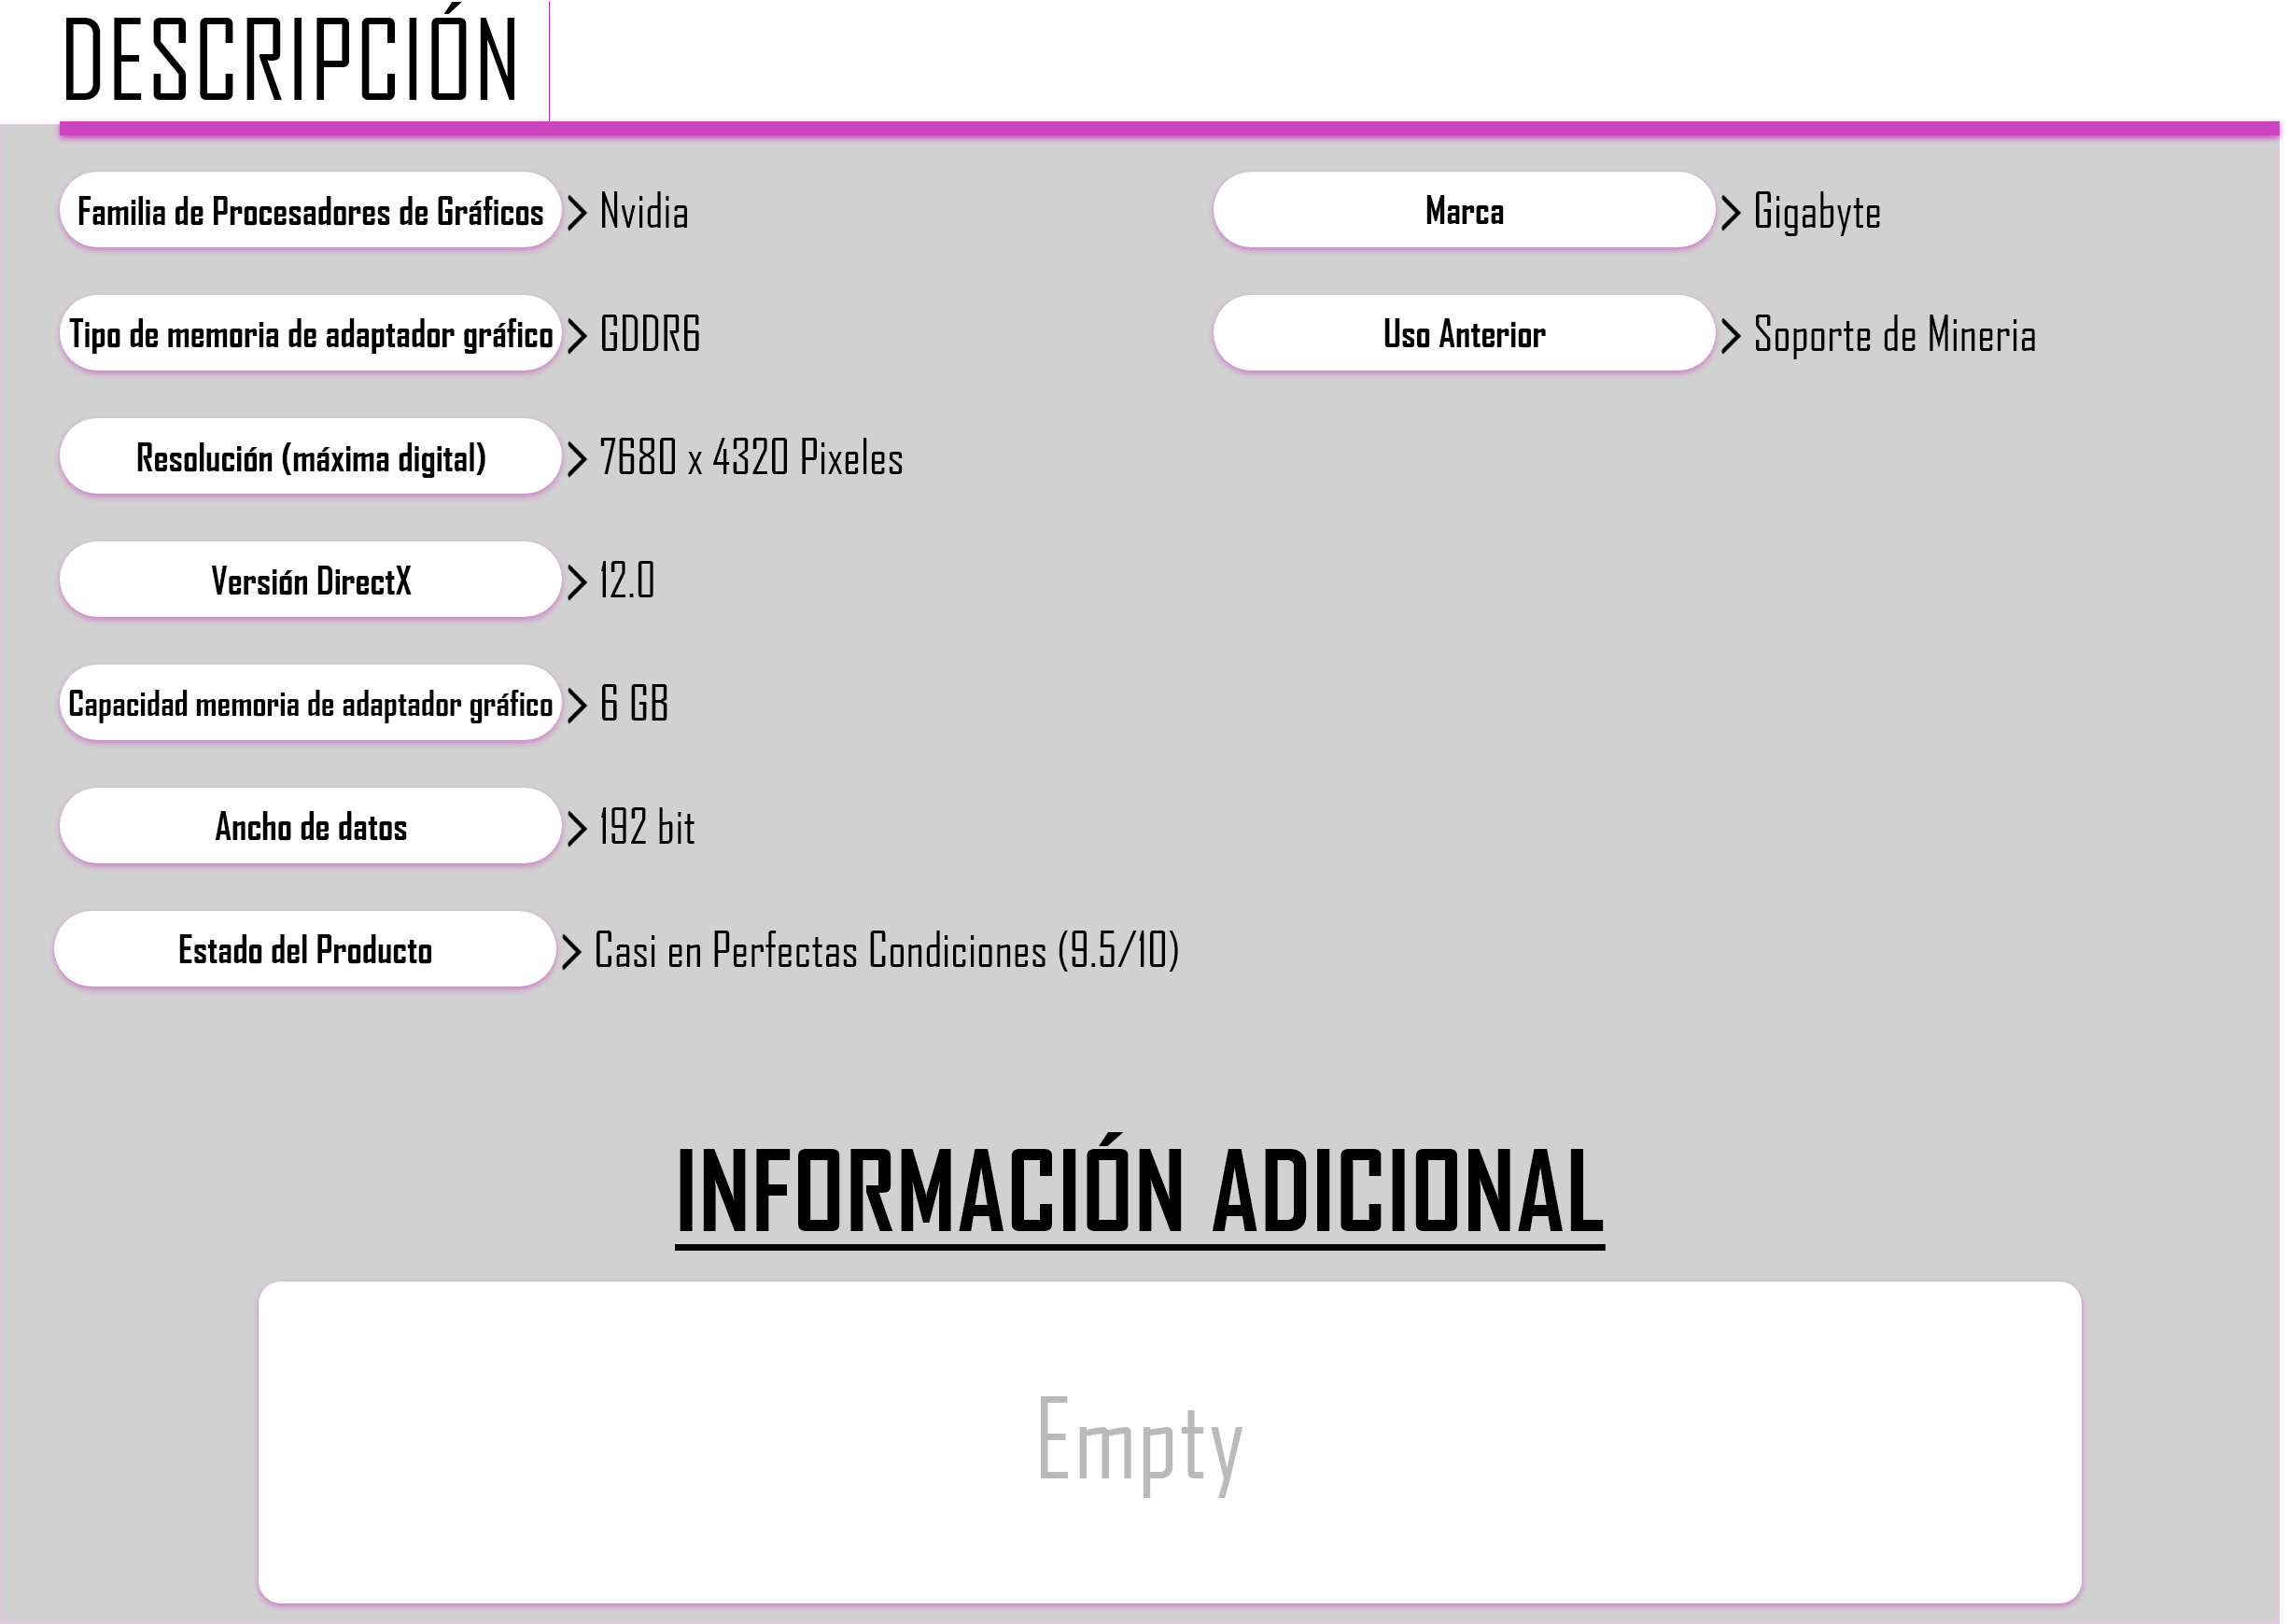 DESCRIPCIÓN
Familia de Procesadores de Gráficos > Nvidia
Tipo de memoria de adaptador gráfico > GDDR6
Resolución (máxima digital) > 7680 x 4320 Pixeles
Versión DirectX > 12.0
Capacidad memoria de adaptador gráfico > 6 GB
Ancho de datos > 192 bit
Estado del Producto > Casi en Perfectas Condiciones (9.5/10)
Marca > Gigabyte
Uso Anterior > Soporte de Mineria
INFORMACIÓN ADICIONAL
Empty